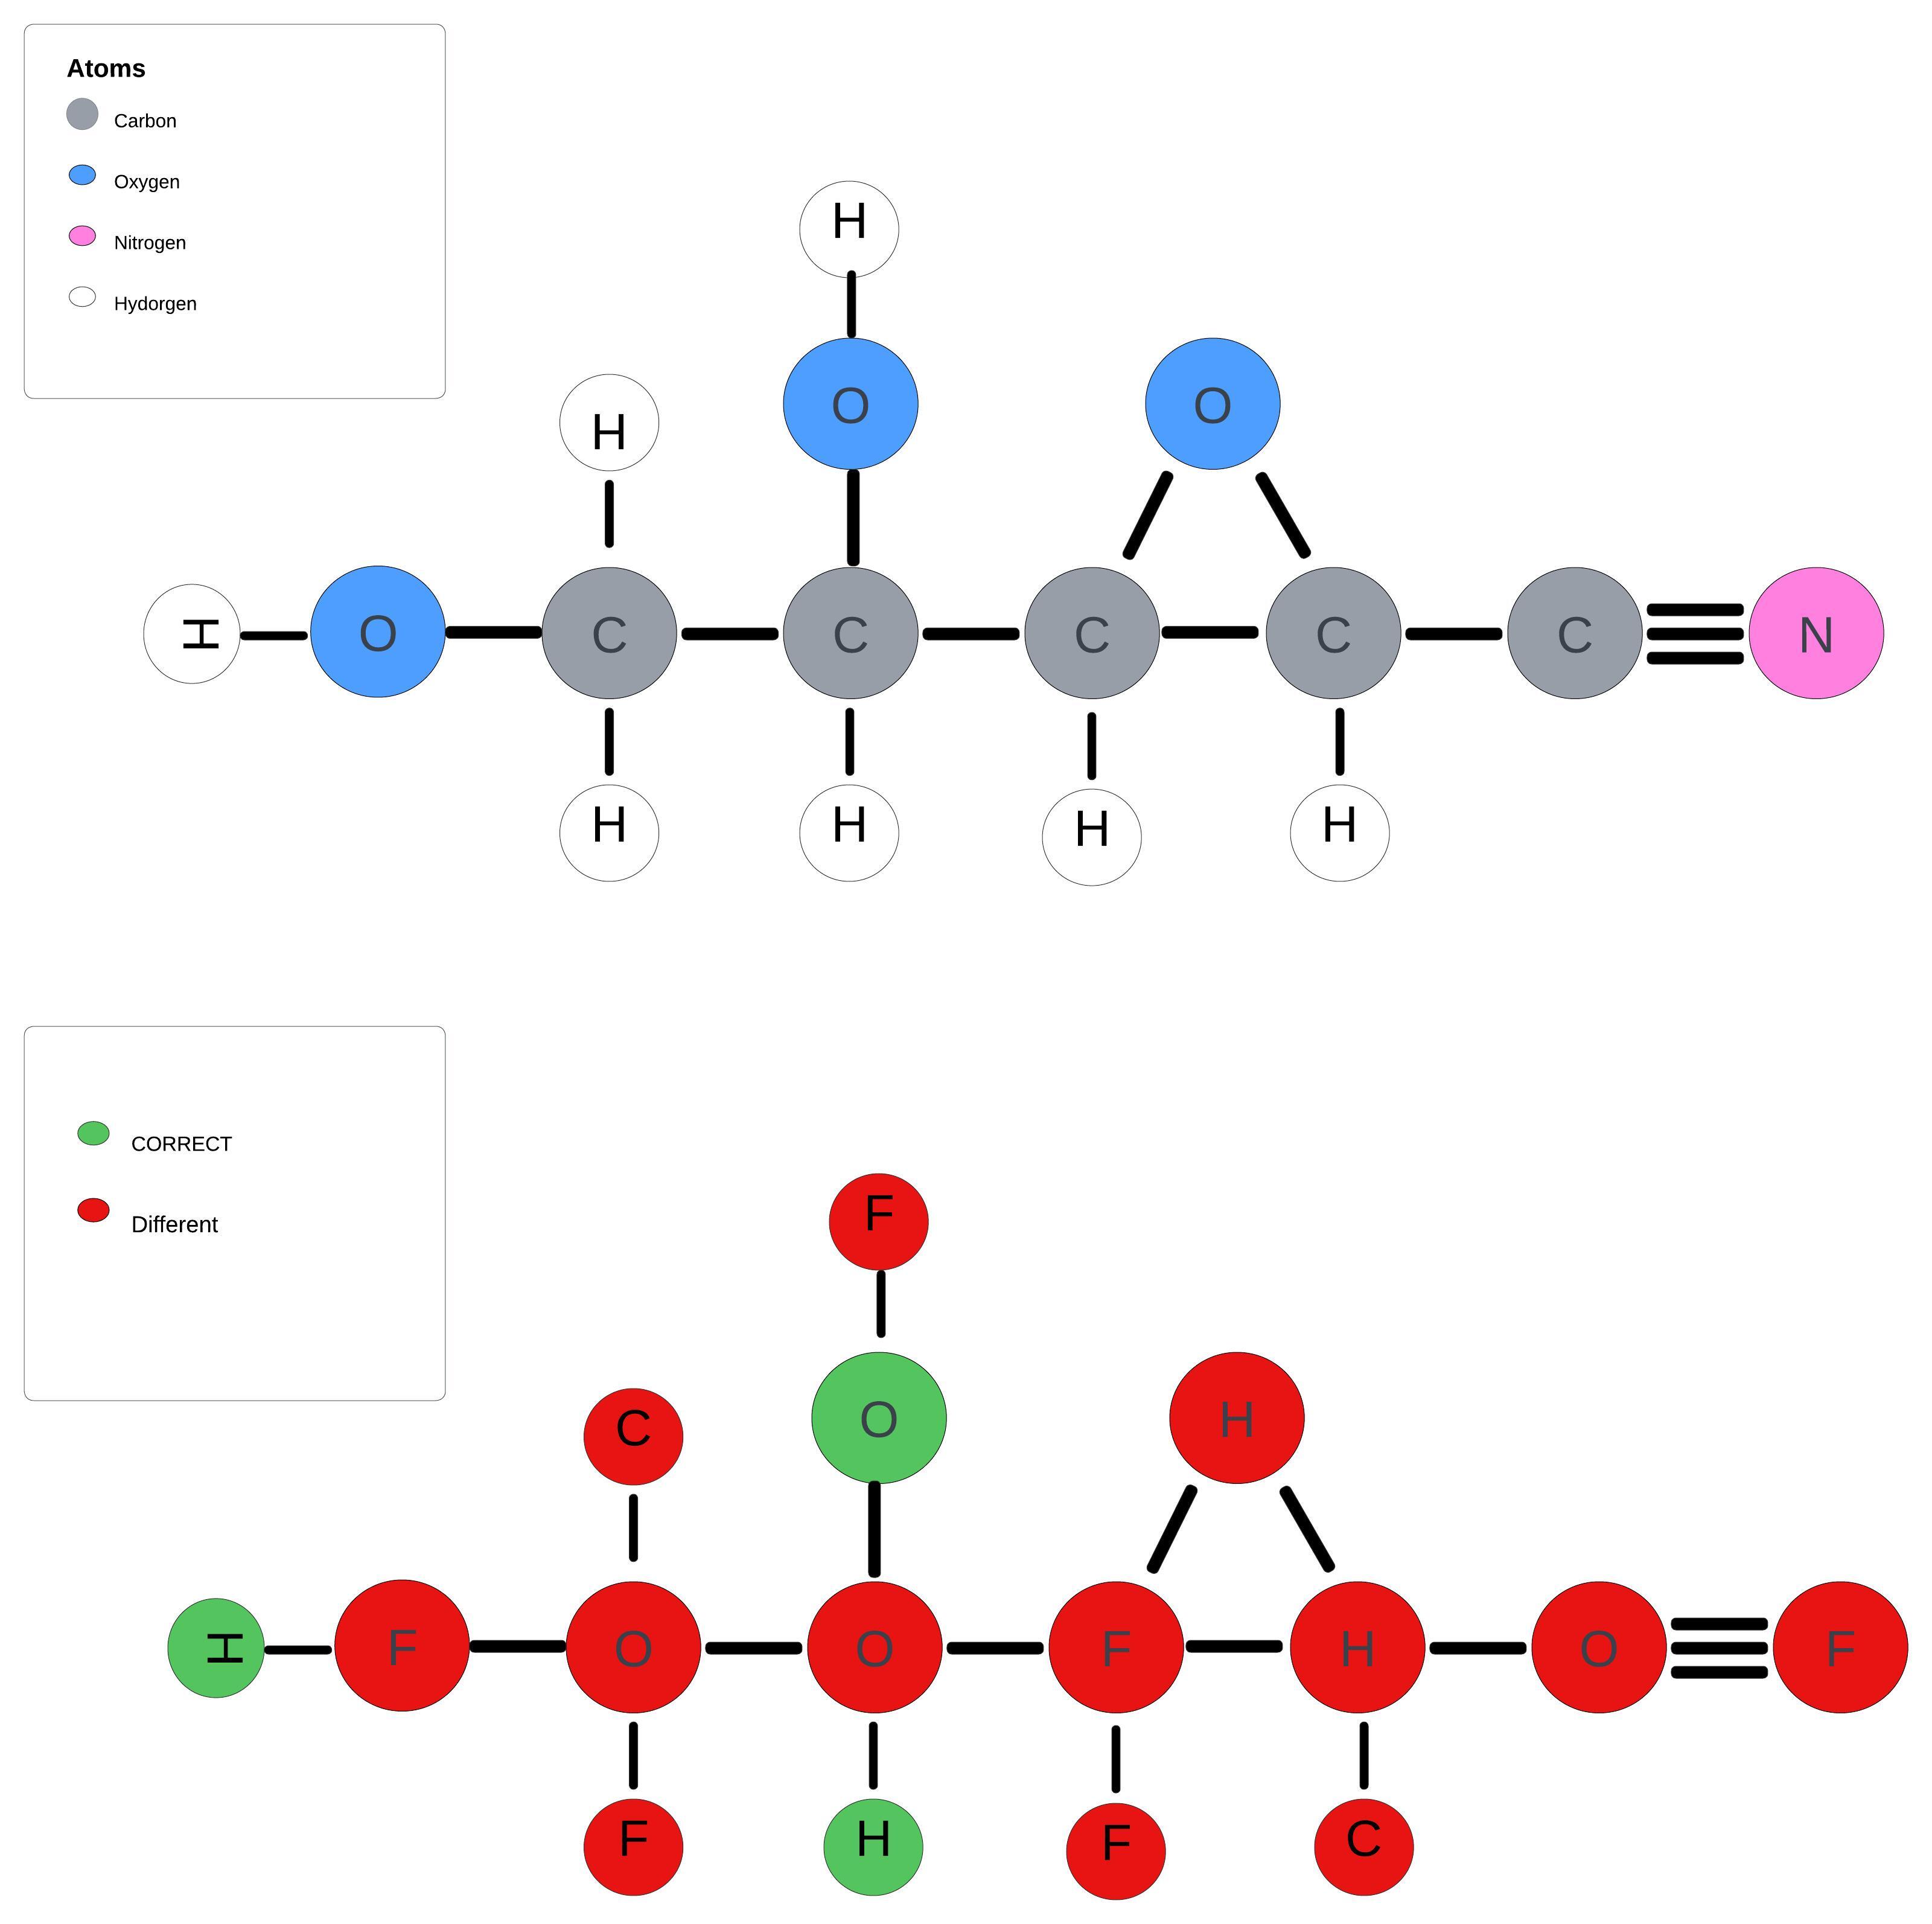 Atoms
Carbon
Oxygen
Nitrogen
Hydorgen
H
O
O
H
H
O
C
C
C
C
C
N
H
H
H
H
CORRECT
Different
F
O
H
C
H
F
O
O
F
H
O
F
F
H
F
C